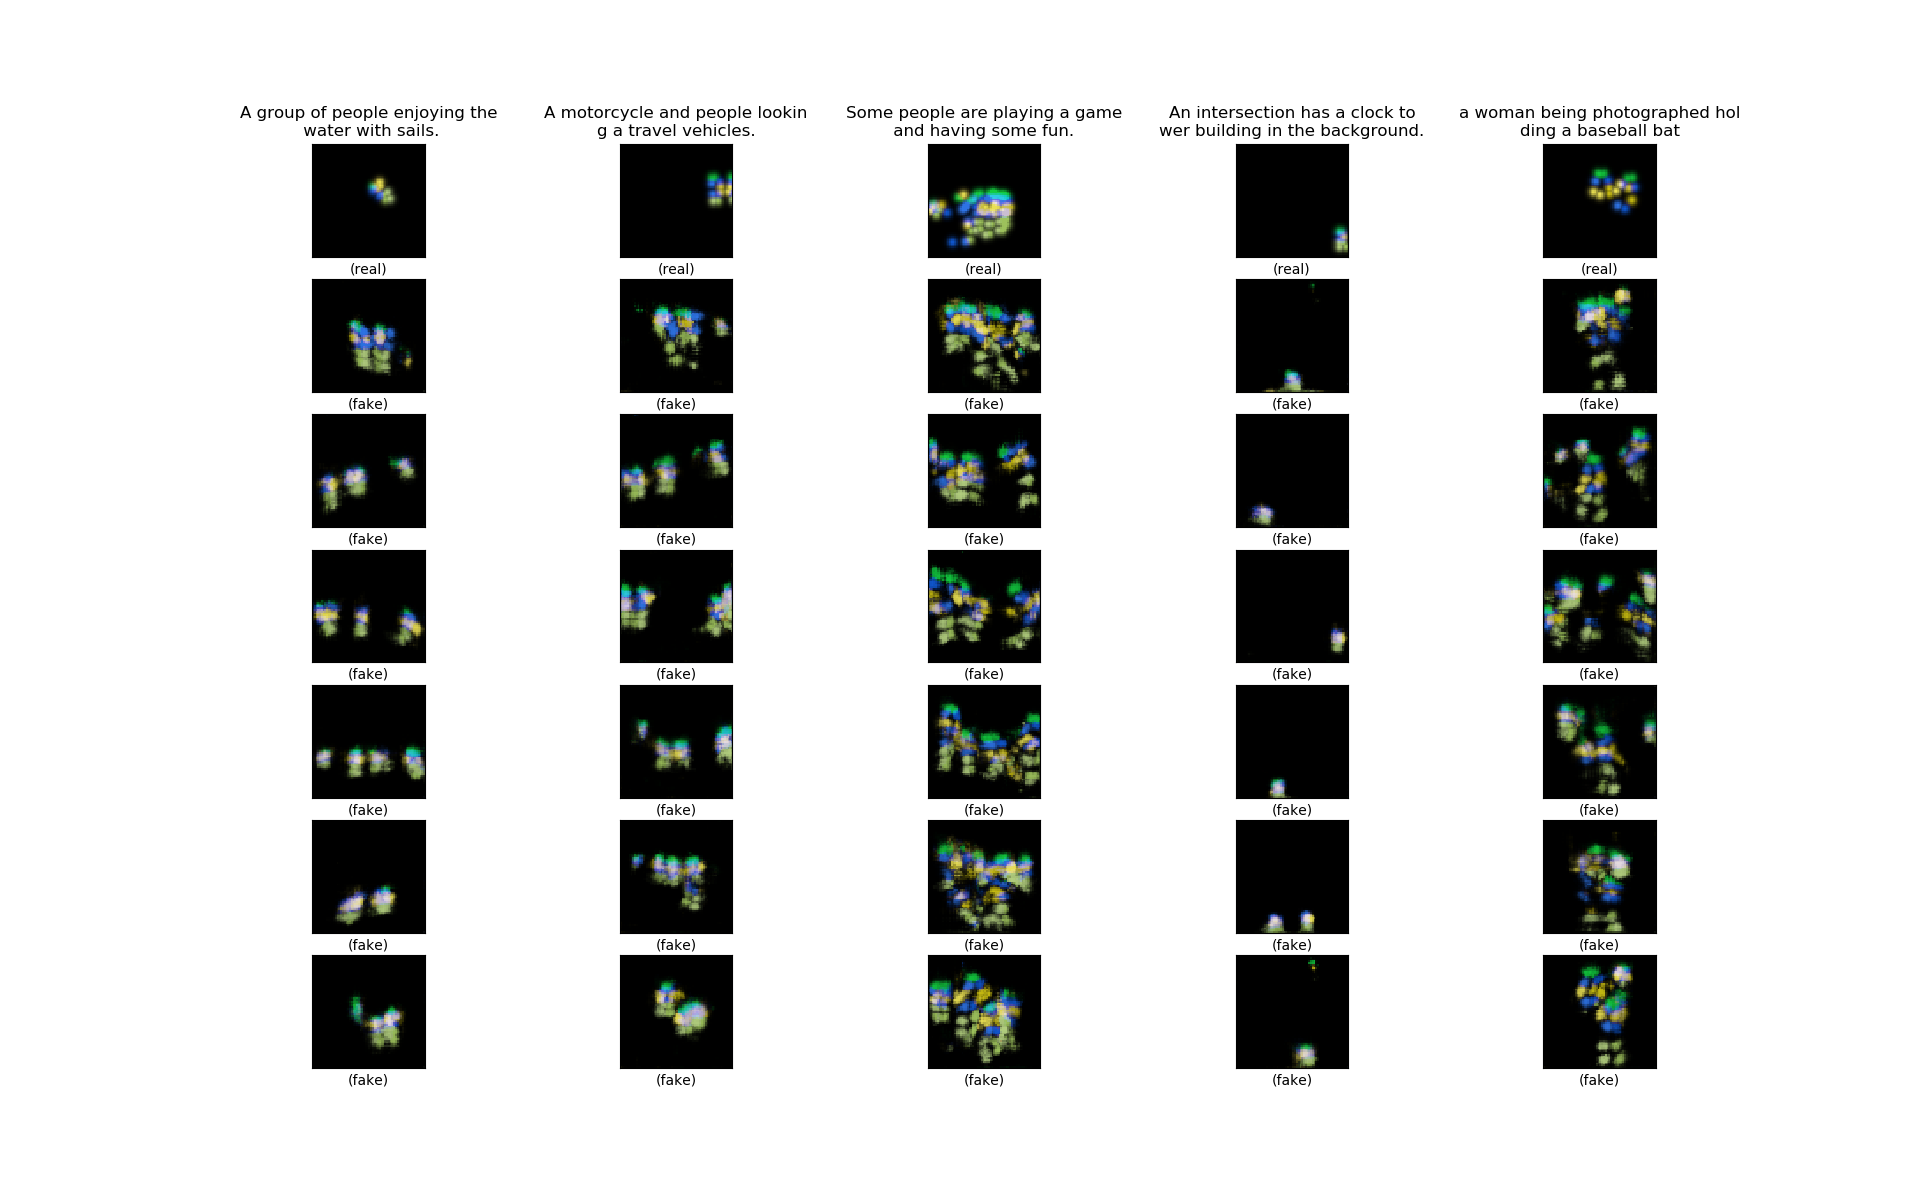 A group of people enjoying the
water with sails.
A motorcycle and people lookin
g a travel vehicles.
Some people are playing a game
and having some fun.
An intersection has a clock to
wer building in the background.
a woman being photographed hol
ding a baseball bat
(real) (real) (real) (real) (real)
(fake) (fake) (fake) (fake) (fake)
(fake) (fake) (fake) (fake) (fake)
(fake) (fake) (fake) (fake) (fake)
(fake) (fake) (fake) (fake) (fake)
(fake) (fake) (fake) (fake) (fake)
(fake) (fake) (fake) (fake) (fake)